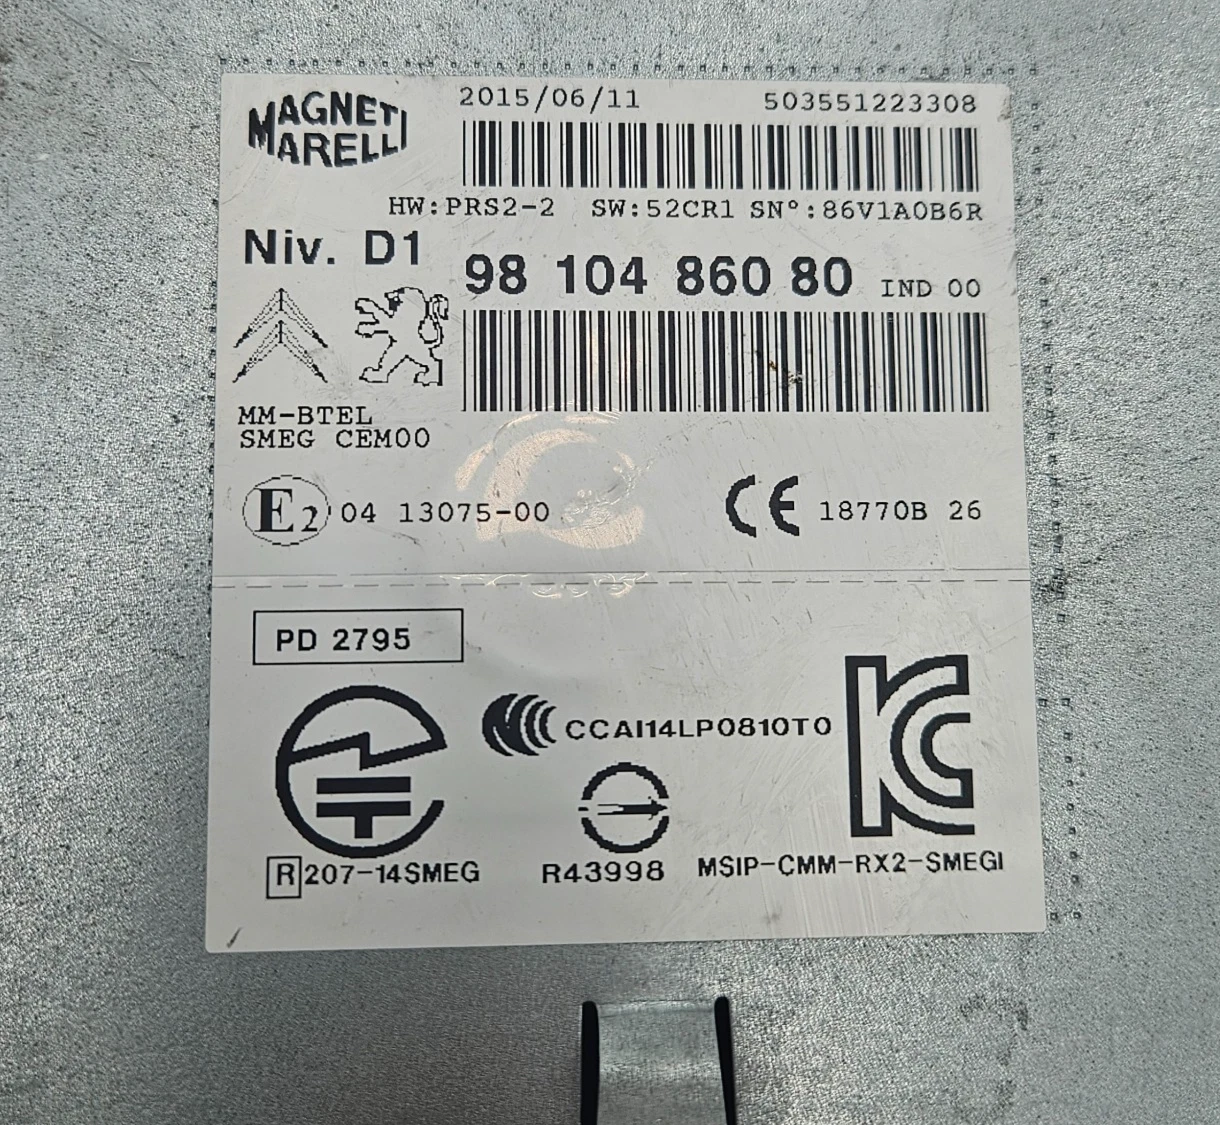 MAGNETI
MARELLI
2015/06/11 503551223308
HW:PRS2-2 SW:52CR1 SN°:86V1A0B6R
Niv. D1
98 104 860 80 IND 00
MM-BTEL
SMEG CEM00
E2 04 13075-00
CE 18770B 26
PD 2795
CCAI14LP0810T0
R 207-14SMEG
R43998
MSIP-CMM-RX2-SMEGI